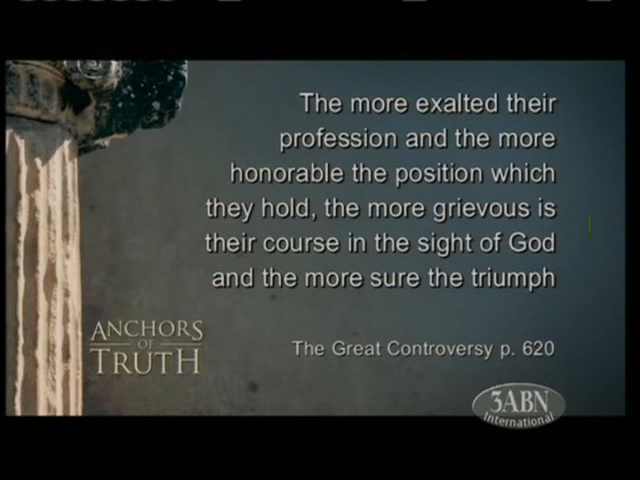 The more exalted their
profession and the more
honorable the position which
they hold, the more grievous is
their course in the sight of God
and the more sure the triumph
The Great Controversy p. 620
ANCHORS
OF
TRUTH
3ABN
International